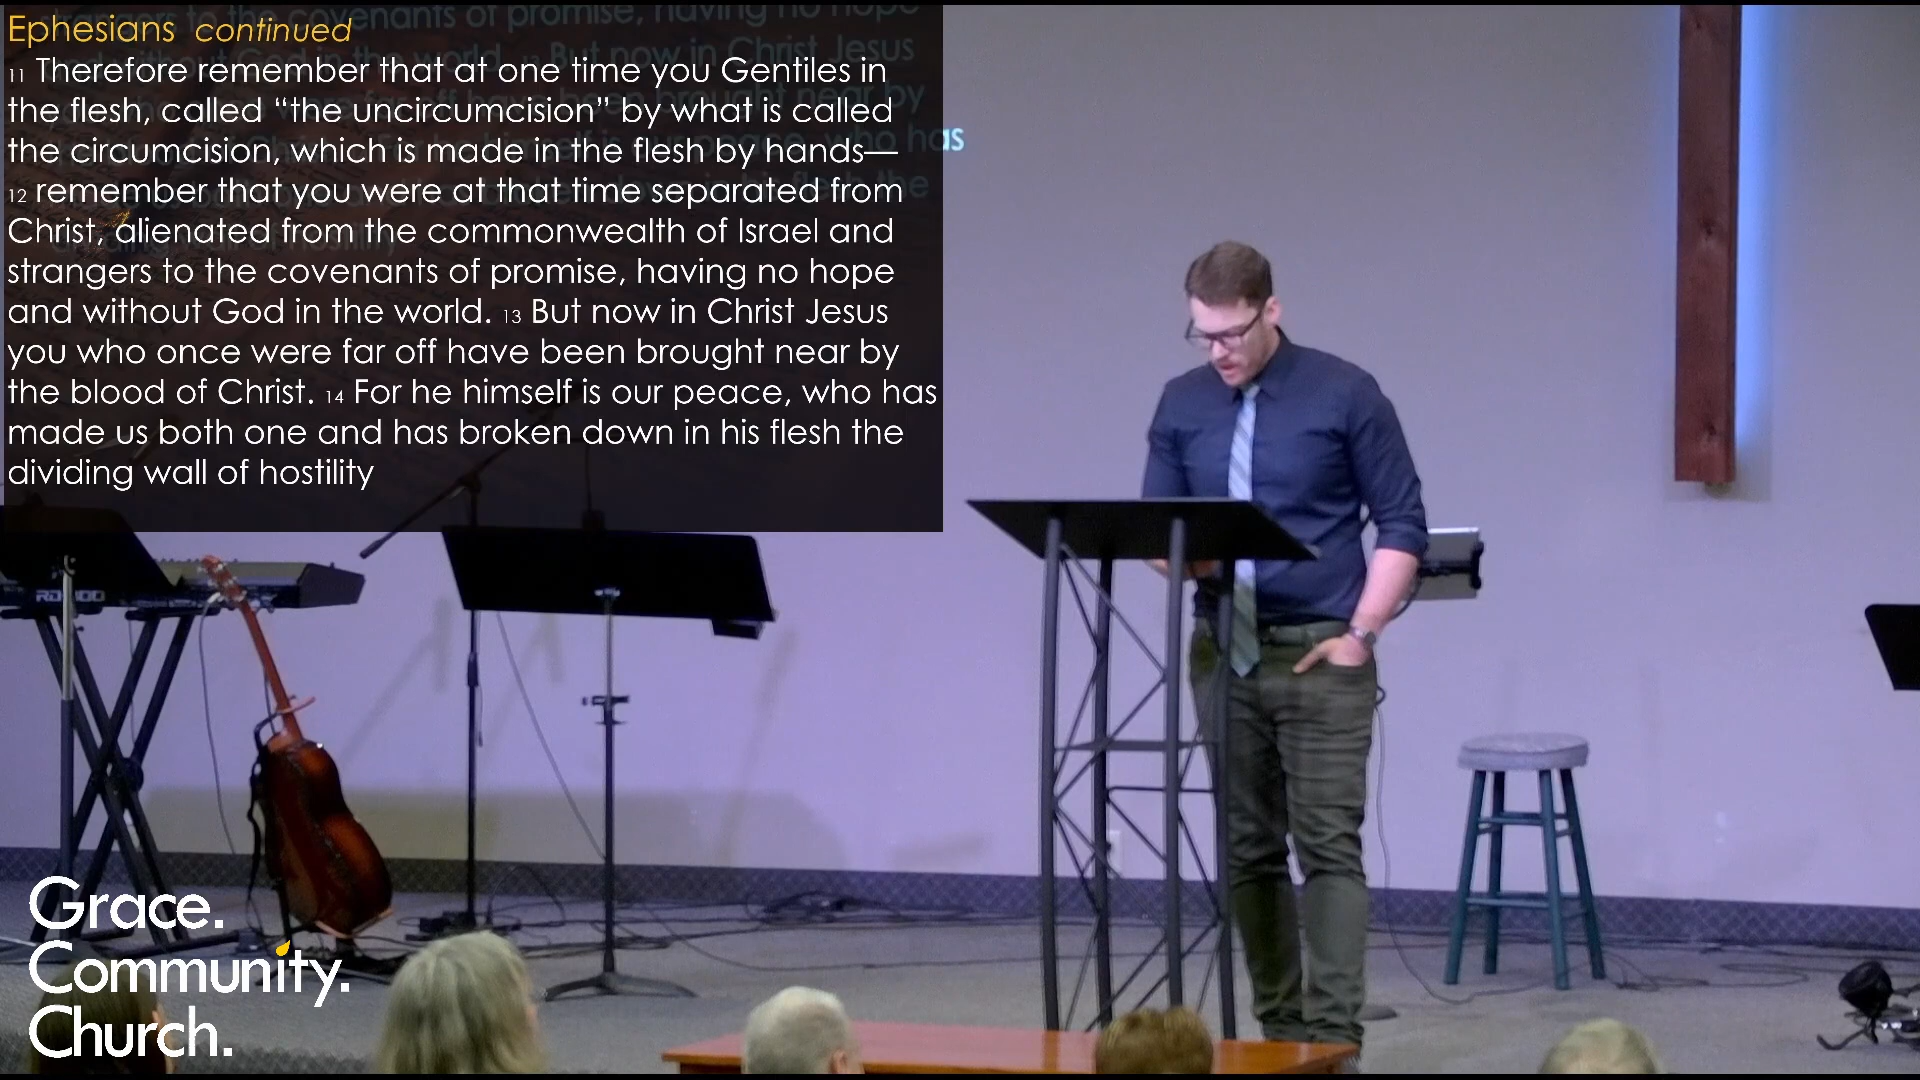 Ephesians continued
11 Therefore remember that at one time you Gentiles in
the flesh, called “the uncircumcision” by what is called
the circumcision, which is made in the flesh by hands—
12 remember that you were at that time separated from
Christ, alienated from the commonwealth of Israel and
strangers to the covenants of promise, having no hope
and without God in the world. 13 But now in Christ Jesus
you who once were far off have been brought near by
the blood of Christ. 14 For he himself is our peace, who has
made us both one and has broken down in his flesh the
dividing wall of hostility
Grace.
Community.
Church.